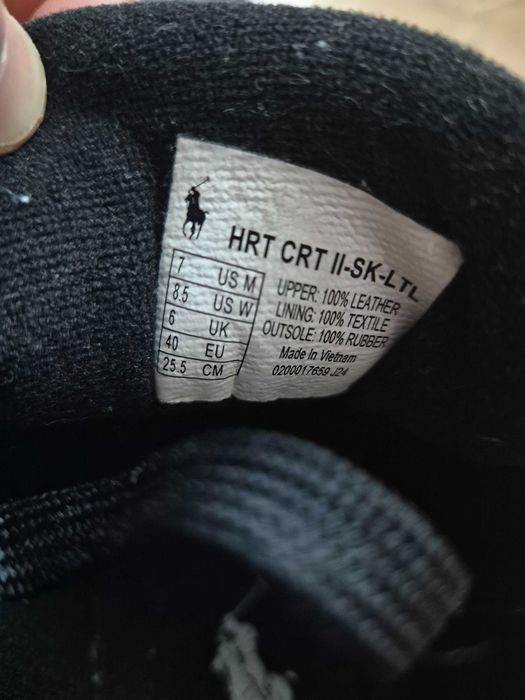 HRT CRT II-SK-LTL
7 US M
8.5 US W
6 UK
40 EU
25.5 CM
UPPER: 100% LEATHER
LINING: 100% TEXTILE
OUTSOLE: 100% RUBBER
Made In Vietnam
0200017659 J24